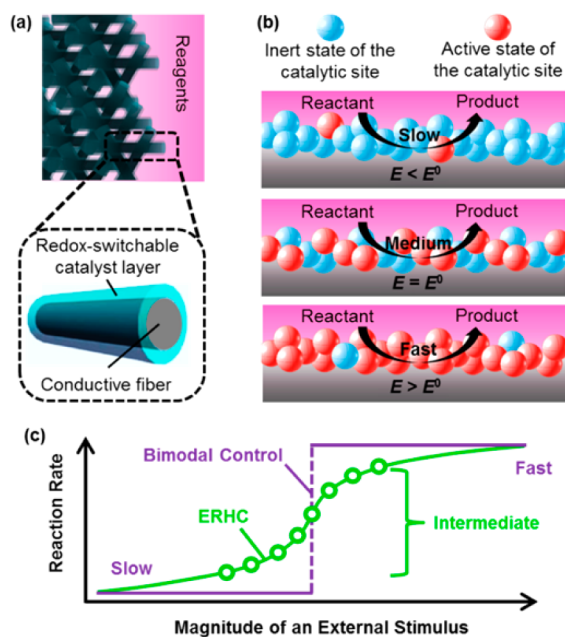 (a)
Reagents
Redox-switchable
catalyst layer
Conductive fiber
(b)
Inert state of the
catalytic site
Active state of
the catalytic site
Reactant
Product
Slow
E < E⁰
Reactant
Product
Medium
E = E⁰
Reactant
Product
Fast
E > E⁰
(c)
Reaction Rate
Bimodal Control
Fast
ERHC
Intermediate
Slow
Magnitude of an External Stimulus